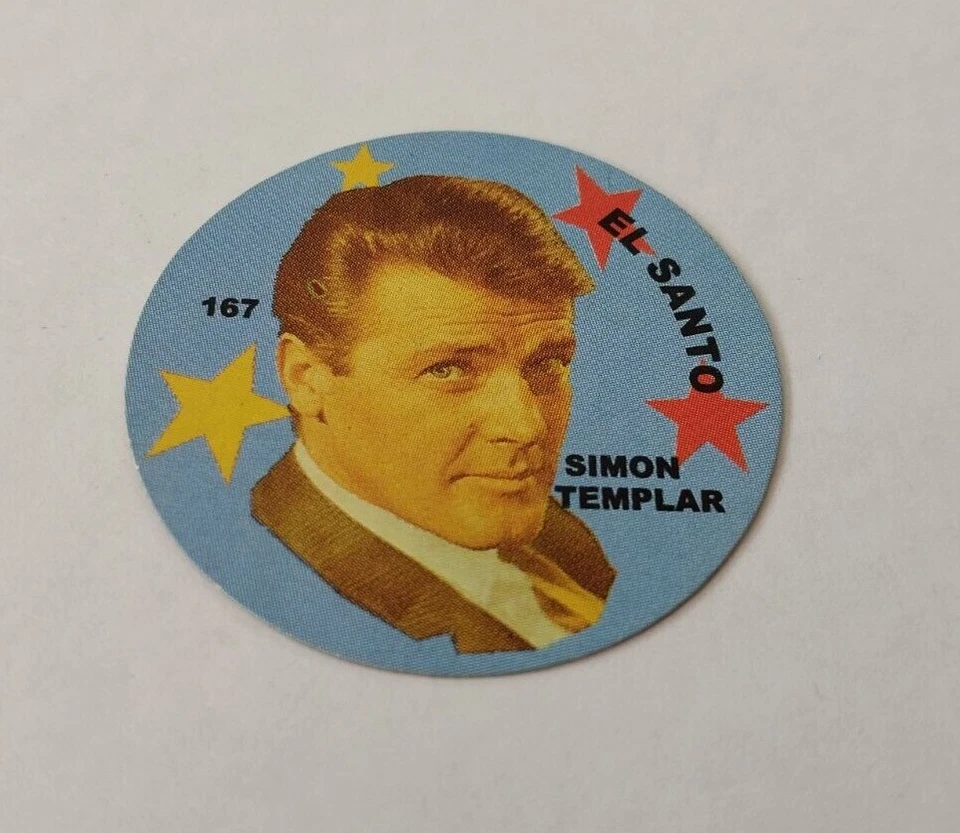 167
EL SANTO
SIMON
TEMPLAR